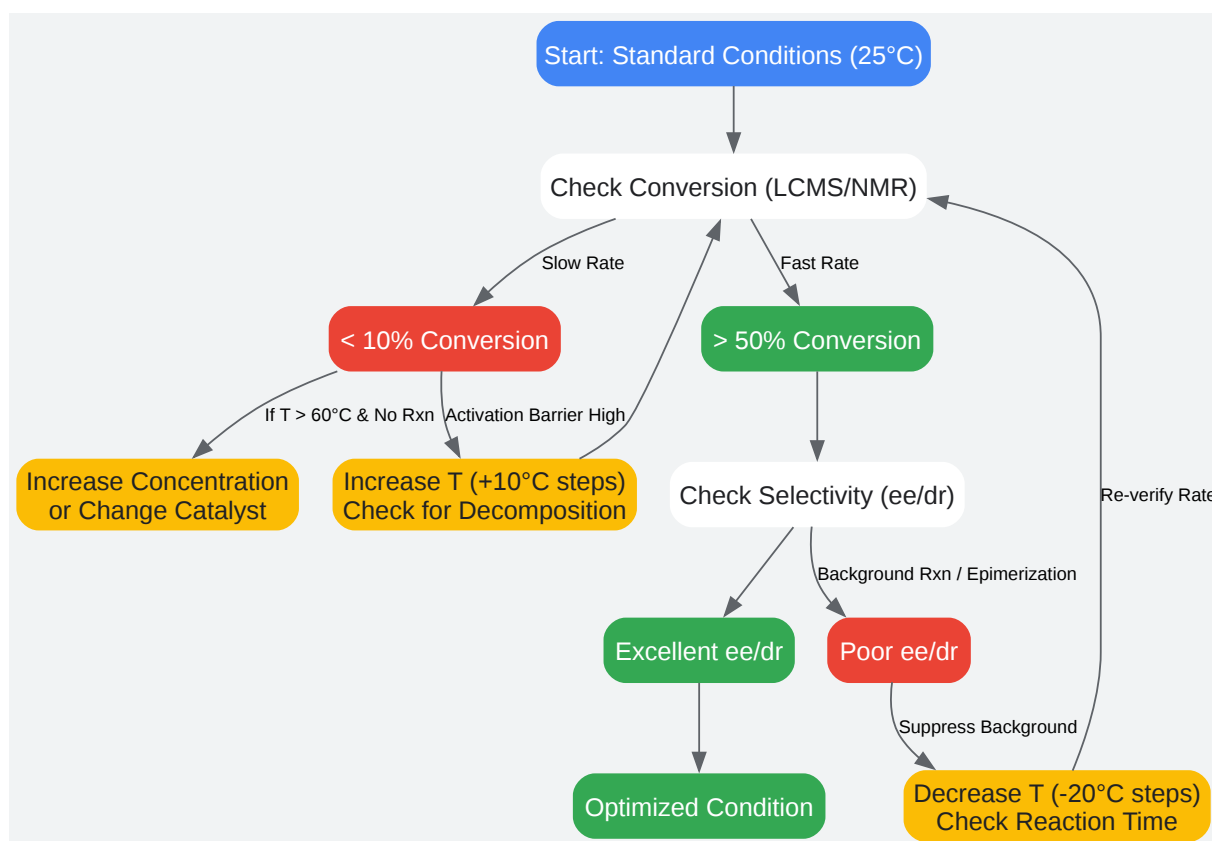 Start: Standard Conditions (25°C)
Check Conversion (LCMS/NMR)
Slow Rate
Fast Rate
< 10% Conversion
> 50% Conversion
If T > 60°C & No Rxn
Activation Barrier High
Increase Concentration
or Change Catalyst
Increase T (+10°C steps)
Check for Decomposition
Check Selectivity (ee/dr)
Re-verify Rate
Background Rxn / Epimerization
Excellent ee/dr
Poor ee/dr
Suppress Background
Optimized Condition
Decrease T (-20°C steps)
Check Reaction Time